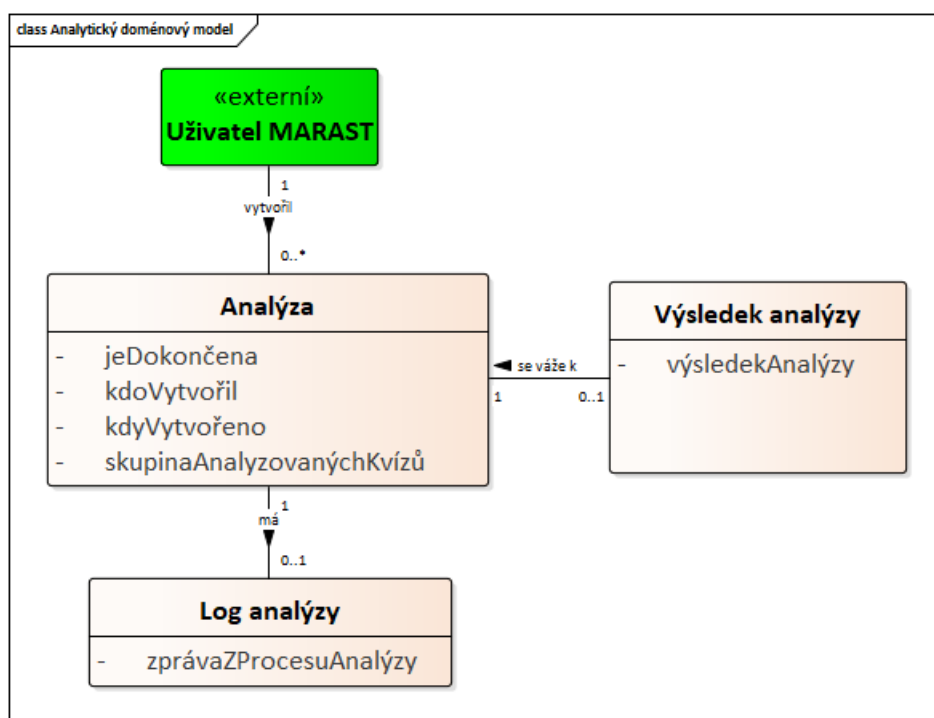 class Analytický doménový model
«externí»
Uživatel MARAST
1
vytvořil
0..*
Analýza
- jeDokončena
- kdoVytvořil
- kdyVytvořeno
- skupinaAnalyzovanýchKvízů
se váže k
1
0..1
Výsledek analýzy
- výsledekAnalýzy
1
má
0..1
Log analýzy
- zprávaZProcesuAnalýzy